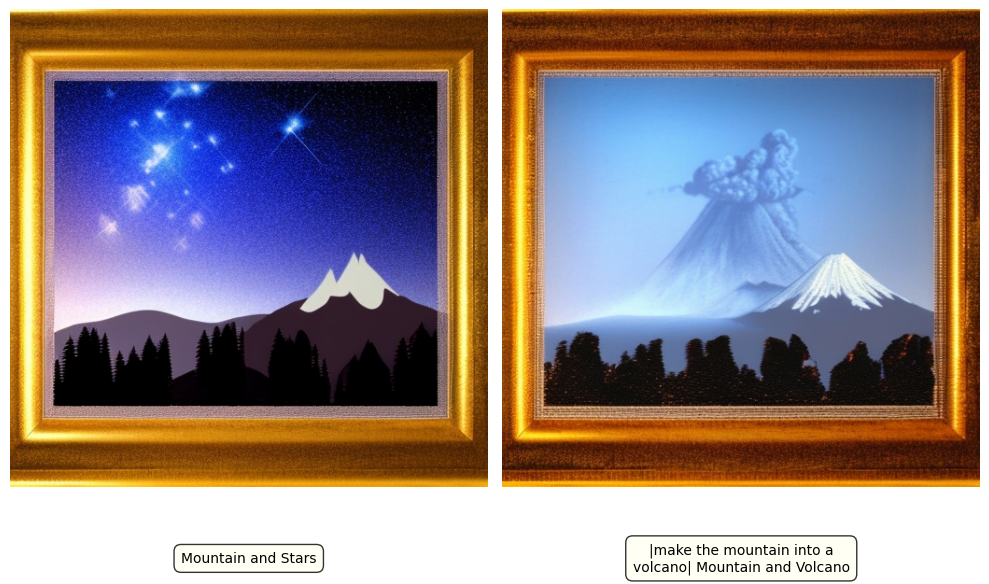 Mountain and Stars
|make the mountain into a
volcano| Mountain and Volcano